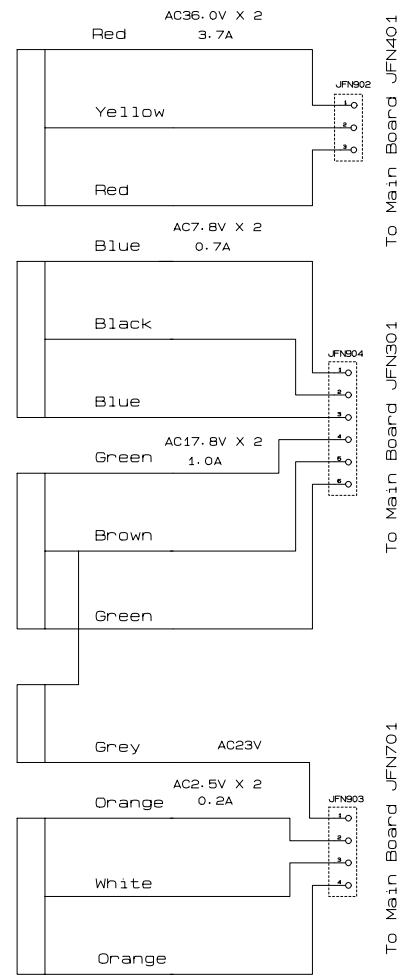 AC36.0V X 2
Red
3.7A
JFN902
1
Yellow
2
3
Red
To Main Board JFN401
AC7.8V X 2
Blue
0.7A
Black
JFN904
1
2
Blue
3
AC17.8V X 2
4
Green
1.0A
5
6
Brown
Green
To Main Board JFN301
Grey
AC23V
AC2.5V X 2
Orange
0.2A
JFN903
1
2
3
White
4
Orange
To Main Board JFN701